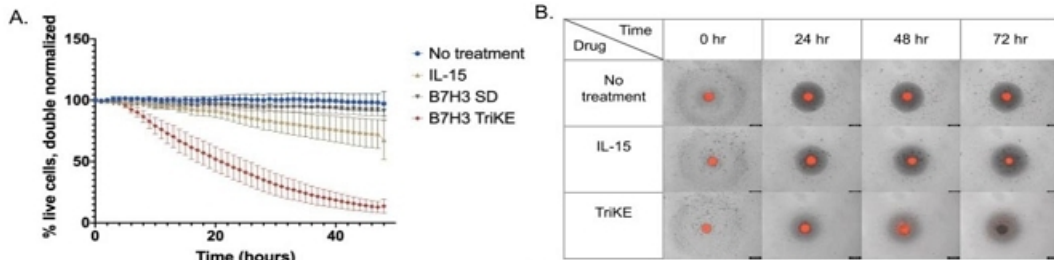 A.
% live cells, double normalized
150
100
50
0
0
20
40
Time (hours)
No treatment
IL-15
B7H3 SD
B7H3 TriKE
B.
Time
Drug
0 hr
24 hr
48 hr
72 hr
No
treatment
IL-15
TriKE